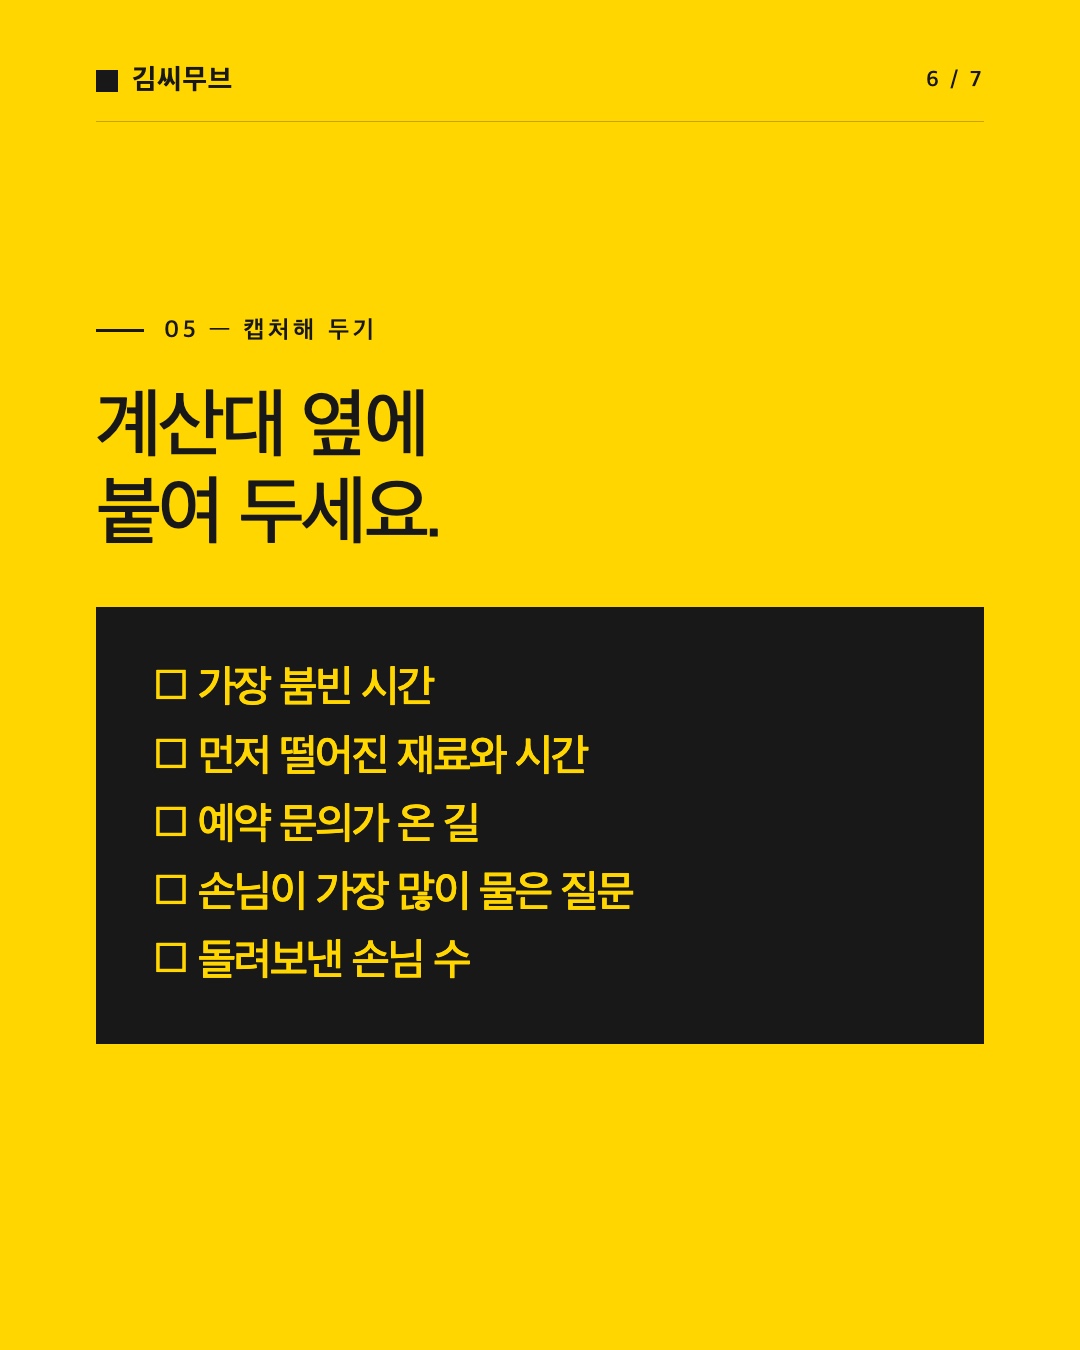 ■ 김씨무브
6 / 7
05 — 캡처해 두기
계산대 옆에
붙여 두세요.
☐ 가장 붐빈 시간
☐ 먼저 떨어진 재료와 시간
☐ 예약 문의가 온 길
☐ 손님이 가장 많이 물은 질문
☐ 돌려보낸 손님 수